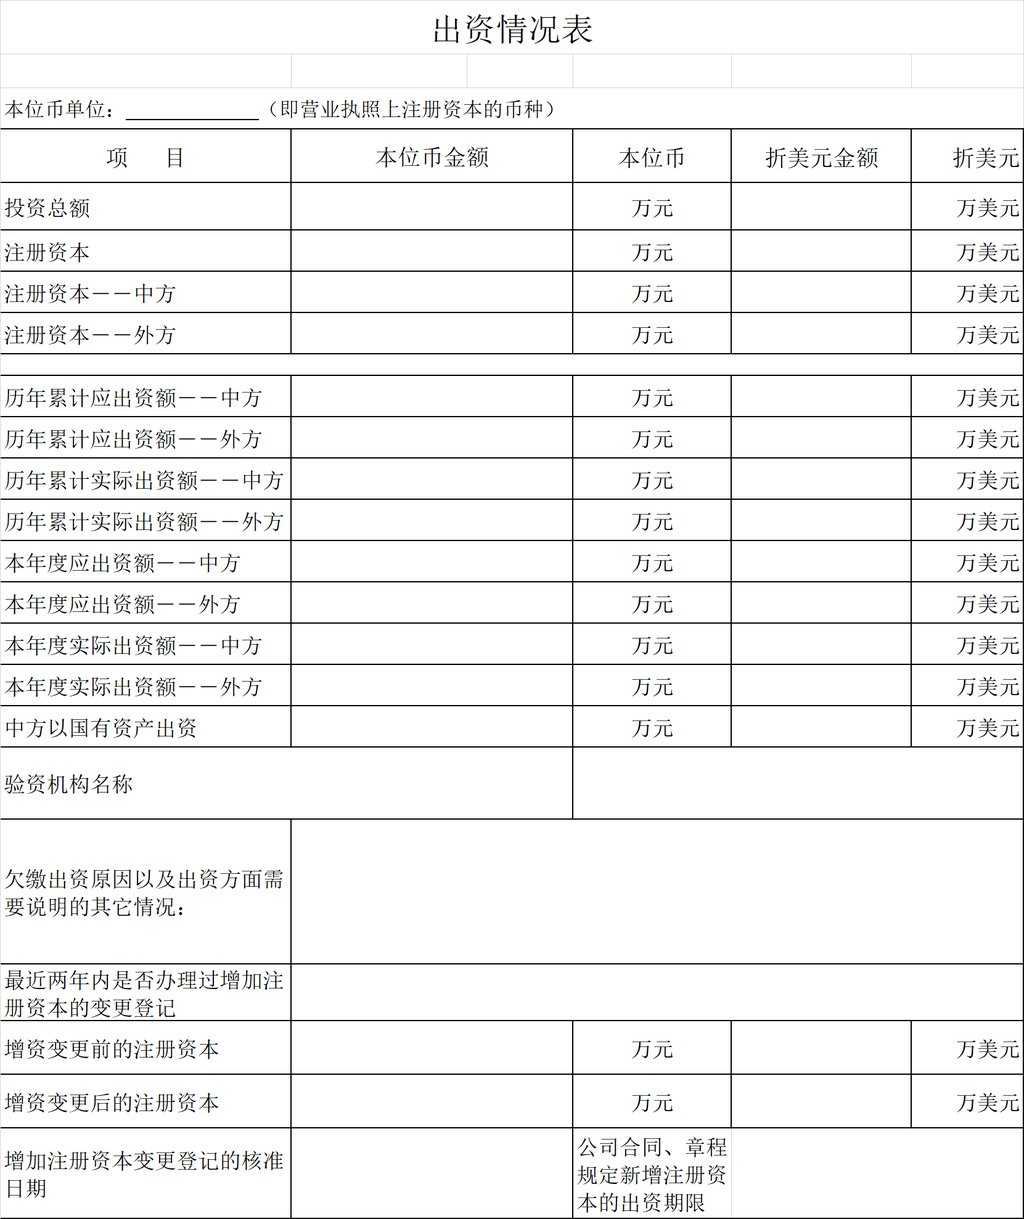 出资情况表
本位币单位：____________（即营业执照上注册资本的币种）
项 目 本位币金额 本位币 折美元金额 折美元
投资总额 万元 万美元
注册资本 万元 万美元
注册资本－－中方 万元 万美元
注册资本－－外方 万元 万美元
历年累计应出资额－－中方 万元 万美元
历年累计应出资额－－外方 万元 万美元
历年累计实际出资额－－中方 万元 万美元
历年累计实际出资额－－外方 万元 万美元
本年度应出资额－－中方 万元 万美元
本年度应出资额－－外方 万元 万美元
本年度实际出资额－－中方 万元 万美元
本年度实际出资额－－外方 万元 万美元
中方以国有资产出资 万元 万美元
验资机构名称
欠缴出资原因以及出资方面需
要说明的其它情况：
最近两年内是否办理过增加注
册资本的变更登记
增资变更前的注册资本 万元 万美元
增资变更后的注册资本 万元 万美元
增加注册资本变更登记的核准
日期
公司合同、章程
规定新增注册资
本的出资期限